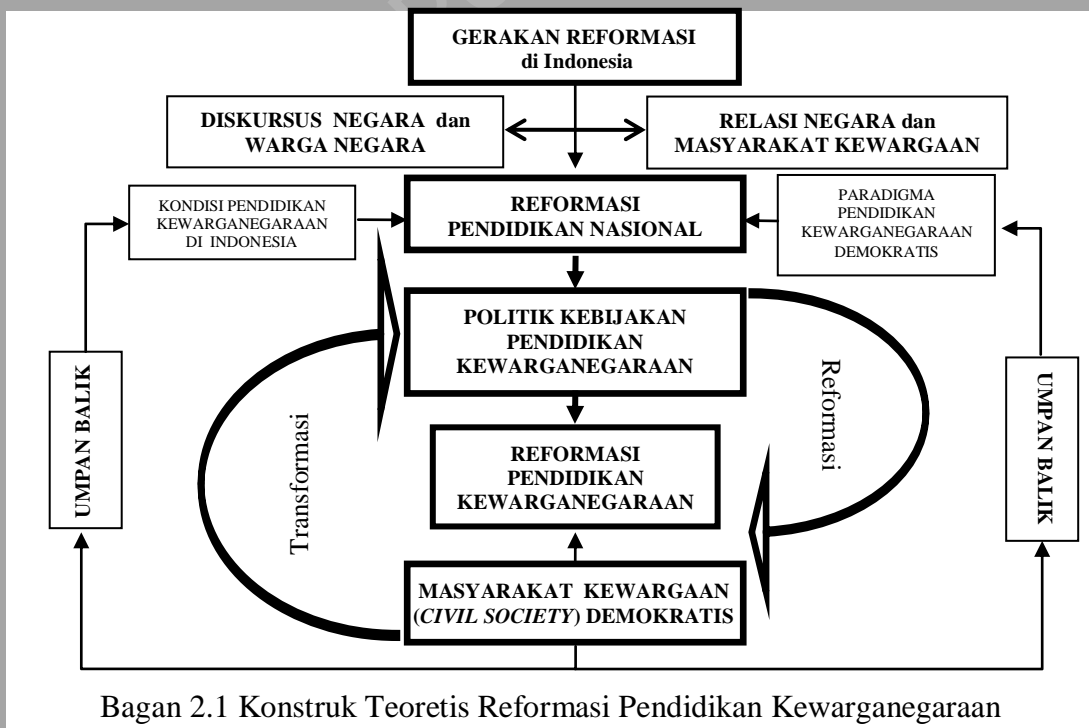 GERAKAN REFORMASI
di Indonesia
DISKURSUS NEGARA dan
WARGA NEGARA
RELASI NEGARA dan
MASYARAKAT KEWARGAAN
KONDISI PENDIDIKAN
KEWARGANEGARAAN
DI INDONESIA
REFORMASI
PENDIDIKAN NASIONAL
PARADIGMA
PENDIDIKAN
KEWARGANEGARAAN
DEMOKRATIS
POLITIK KEBIJAKAN
PENDIDIKAN
KEWARGANEGARAAN
UMPAN BALIK
Transformasi
Reformasi
UMPAN BALIK
REFORMASI
PENDIDIKAN
KEWARGANEGARAAN
MASYARAKAT KEWARGAAN
(CIVIL SOCIETY) DEMOKRATIS
Bagan 2.1 Konstruk Teoretis Reformasi Pendidikan Kewarganegaraan